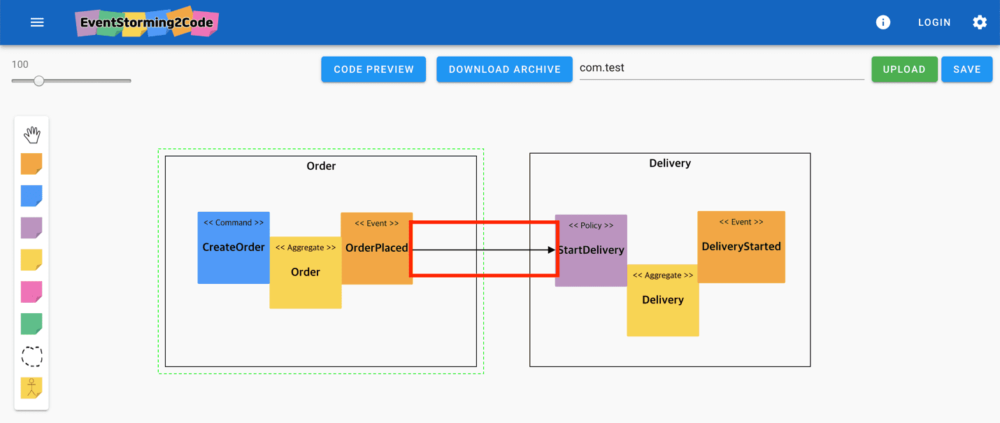 EventStorming2Code
LOGIN
100
CODE PREVIEW
DOWNLOAD ARCHIVE
com.test
UPLOAD
SAVE
Order
<< Command >>
CreateOrder
<< Aggregate >>
Order
<< Event >>
OrderPlaced
Delivery
<< Policy >>
StartDelivery
<< Aggregate >>
Delivery
<< Event >>
DeliveryStarted